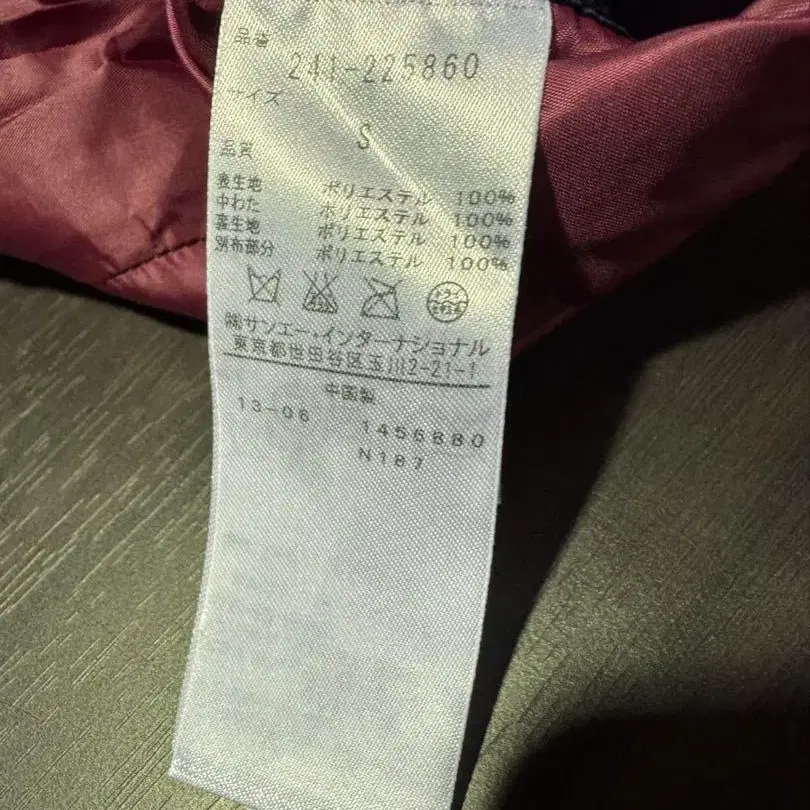 品番
241-225860
サイズ
S
品質
表生地 ポリエステル 100%
中わた ポリエステル 100%
裏生地 ポリエステル 100%
別布部分 ポリエステル 100%
㈱サンエー・インターナショナル
東京都世田谷区玉川2-21-1
中国製
13-06 1456880
N187